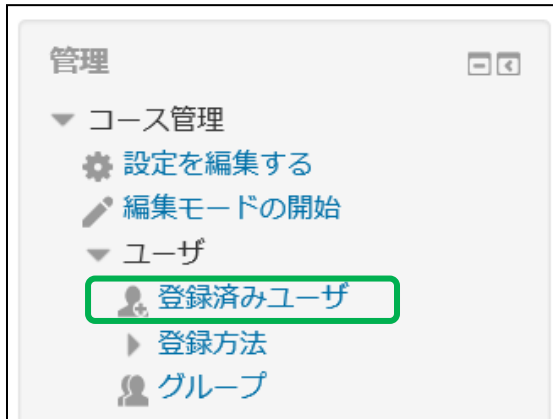 管理
コース管理
設定を編集する
編集モードの開始
ユーザ
登録済みユーザ
登録方法
グループ